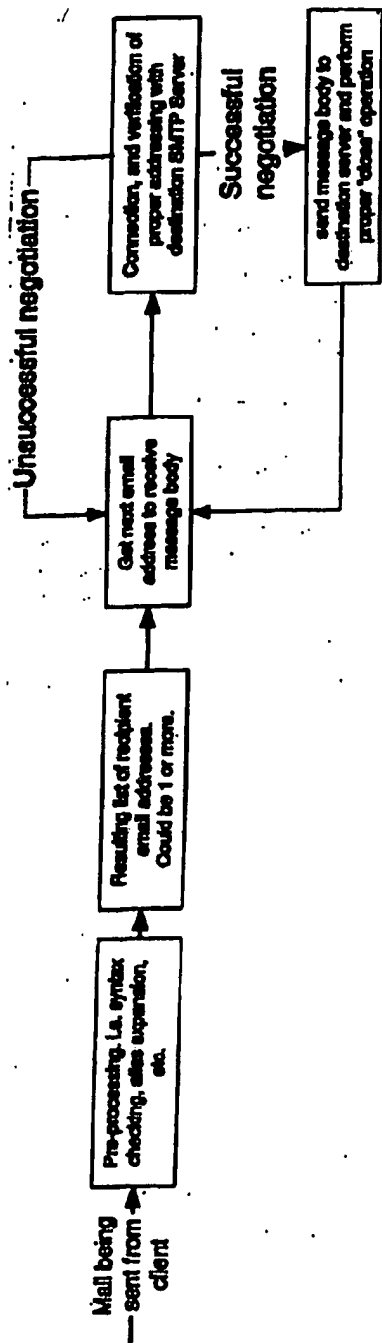 Mail being
sent from
client
Pre-processing. i.e. syntax
checking, alias expansion,
etc.
Resulting list of recipient
email addresses.
Could be 1 or more.
Get next email
address to receive
message body
Unsuccessful negotiation
Connection, and verification of
proper addressing with
destination SMTP Server
Successful
negotiation
send message body to
destination server and perform
proper "close" operation